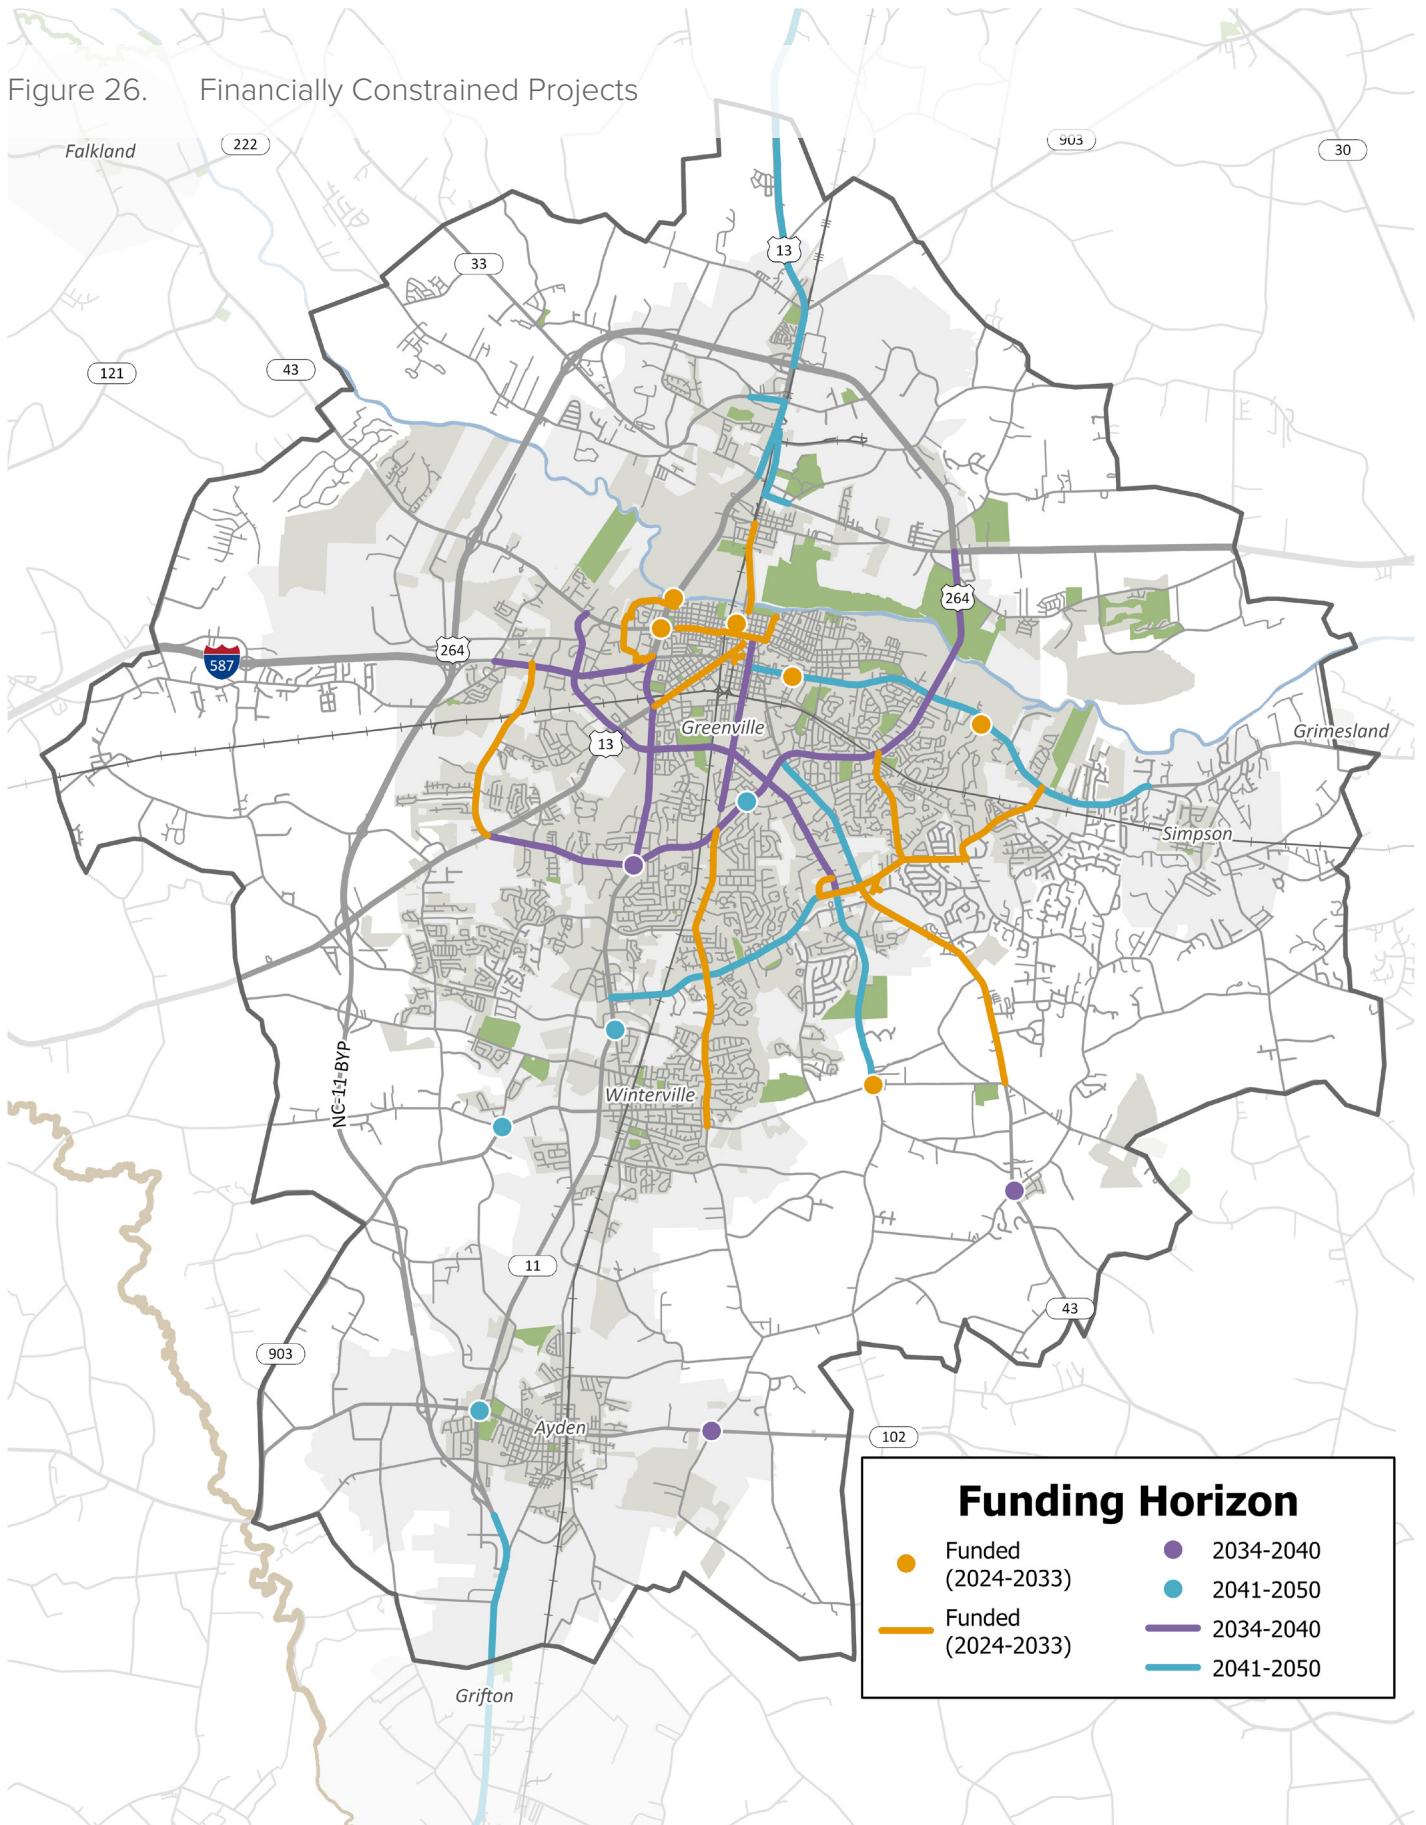 Figure 26. Financially Constrained Projects
Falkland
222
903
30
13
33
121
43
264
264
587
Greenville
13
Grimesland
Simpson
NC-11-BYP
Winterville
11
43
903
Ayden
102
Grifton
Funding Horizon
Funded
(2024-2033)
Funded
(2024-2033)
2034-2040
2041-2050
2034-2040
2041-2050